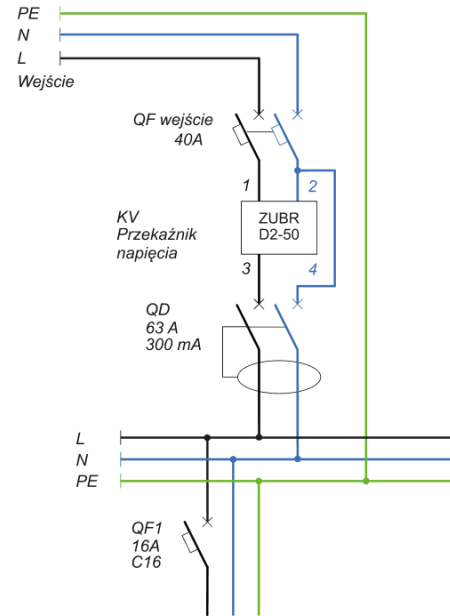 PE
N
L
Wejście
QF wejście
40A
1
2
KV
Przekaźnik
napięcia
ZUBR
D2-50
3
4
QD
63 A
300 mA
L
N
PE
QF1
16A
C16